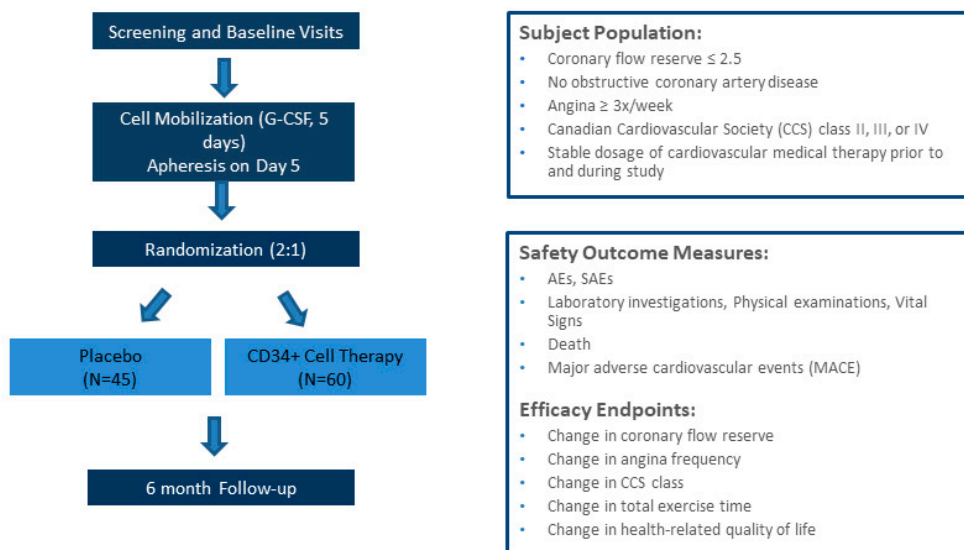 Screening and Baseline Visits
Cell Mobilization (G-CSF, 5
days)
Apheresis on Day 5
Randomization (2:1)
Placebo
(N=45)
CD34+ Cell Therapy
(N=60)
6 month Follow-up
Subject Population:
• Coronary flow reserve ≤ 2.5
• No obstructive coronary artery disease
• Angina ≥ 3x/week
• Canadian Cardiovascular Society (CCS) class II, III, or IV
• Stable dosage of cardiovascular medical therapy prior to
and during study
Safety Outcome Measures:
• AEs, SAEs
• Laboratory investigations, Physical examinations, Vital
Signs
• Death
• Major adverse cardiovascular events (MACE)
Efficacy Endpoints:
• Change in coronary flow reserve
• Change in angina frequency
• Change in CCS class
• Change in total exercise time
• Change in health-related quality of life